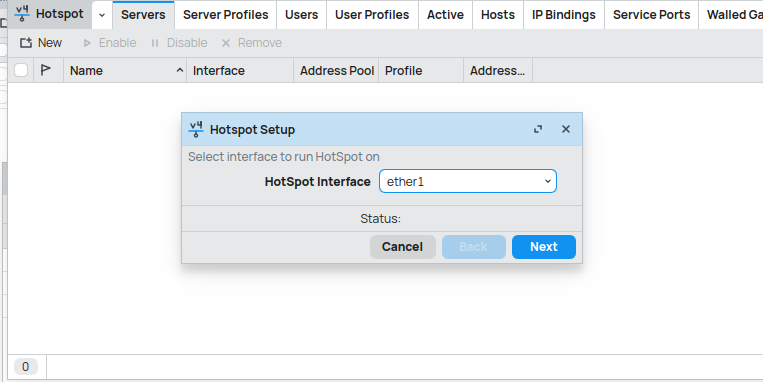 v4 Hotspot Servers Server Profiles Users User Profiles Active Hosts IP Bindings Service Ports Walled Ga
New Enable Disable Remove
Name Interface Address Pool Profile Address...
v4 Hotspot Setup
Select interface to run HotSpot on
HotSpot Interface ether1
Status:
Cancel Back Next
0